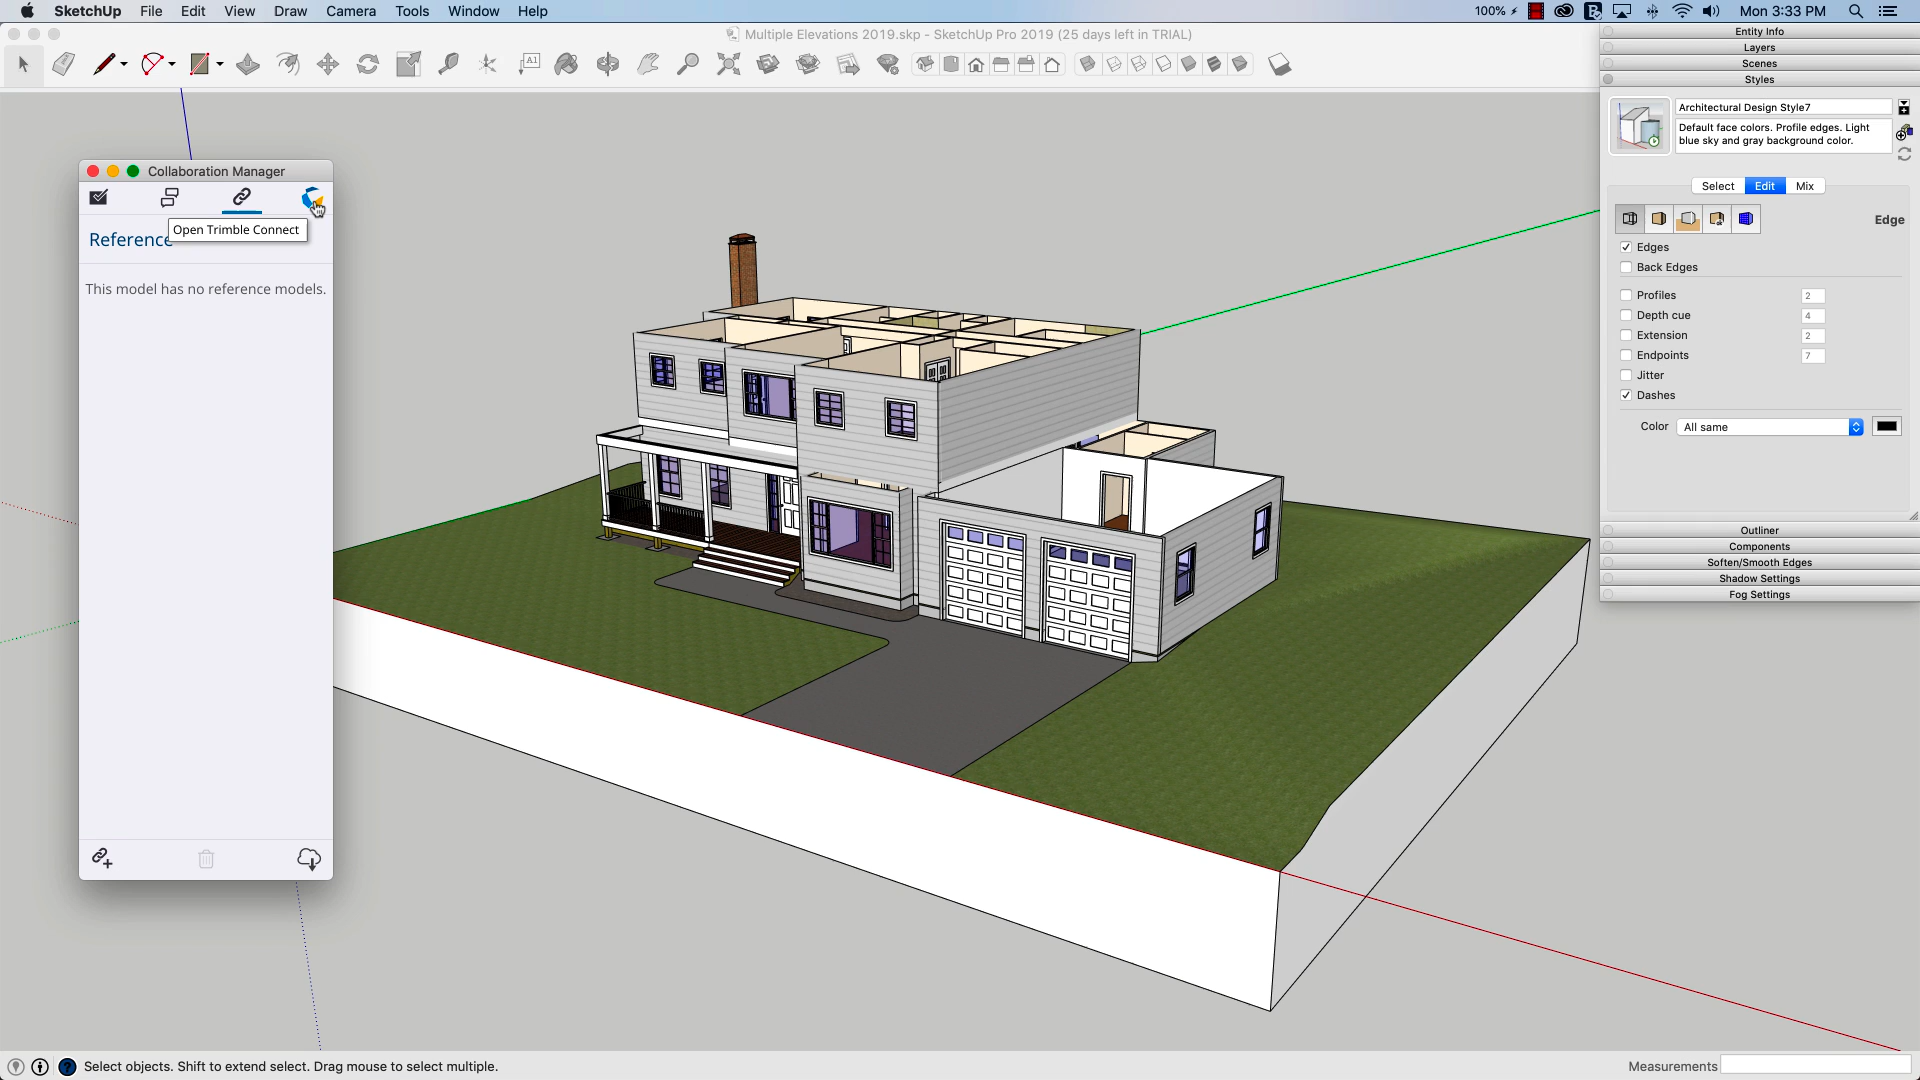 SketchUp File Edit View Draw Camera Tools Window Help 100% Mon 3:33 PM
Multiple Elevations 2019.skp - SketchUp Pro 2019 (25 days left in TRIAL)
A1
Entity Info
Layers
Scenes
Styles
Architectural Design Style7
Default face colors. Profile edges. Light
blue sky and gray background color.
Select Edit Mix
Edge
Edges
Back Edges
Profiles 2
Depth cue 4
Extension 2
Endpoints 7
Jitter
Dashes
Color All same
Outliner
Components
Soften/Smooth Edges
Shadow Settings
Fog Settings
Collaboration Manager
Open Trimble Connect
Reference
This model has no reference models.
Select objects. Shift to extend select. Drag mouse to select multiple.
Measurements